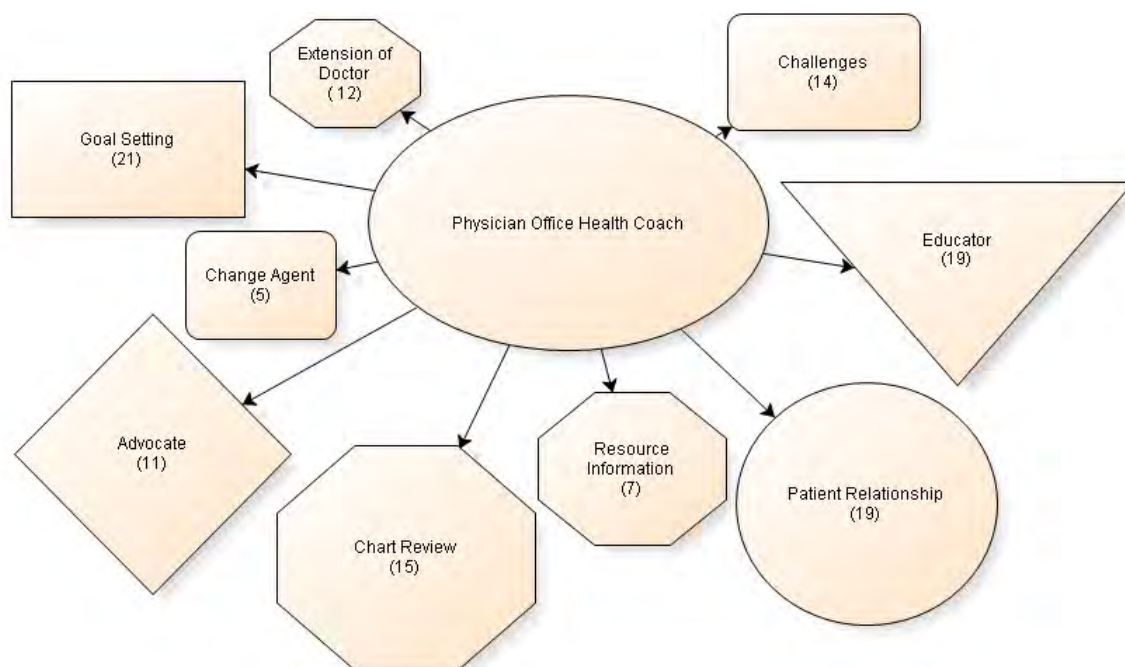 Extension of
Doctor
( 12)
Challenges
(14)
Goal Setting
(21)
Physician Office Health Coach
Educator
(19)
Change Agent
(5)
Advocate
(11)
Resource
Information
(7)
Patient Relationship
(19)
Chart Review
(15)